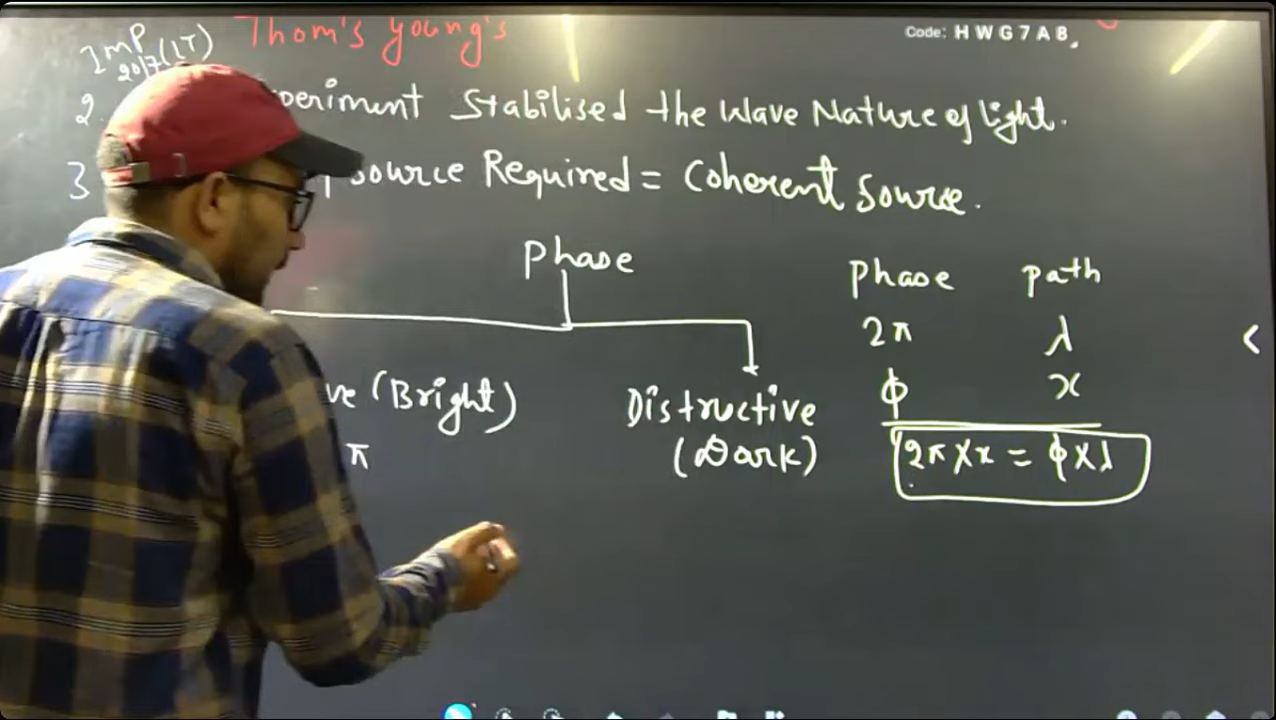 Imp
2017(LT)
Thom's Young's
Code: HWG7AB
2. periment Stabilised the Wave Nature of light.
3 source Required = Coherent Source.
Phase
Phase path
2π λ
ϕ x
2π×x = ϕ×λ
ve (Bright)
π
Distructive
(Dark)
<